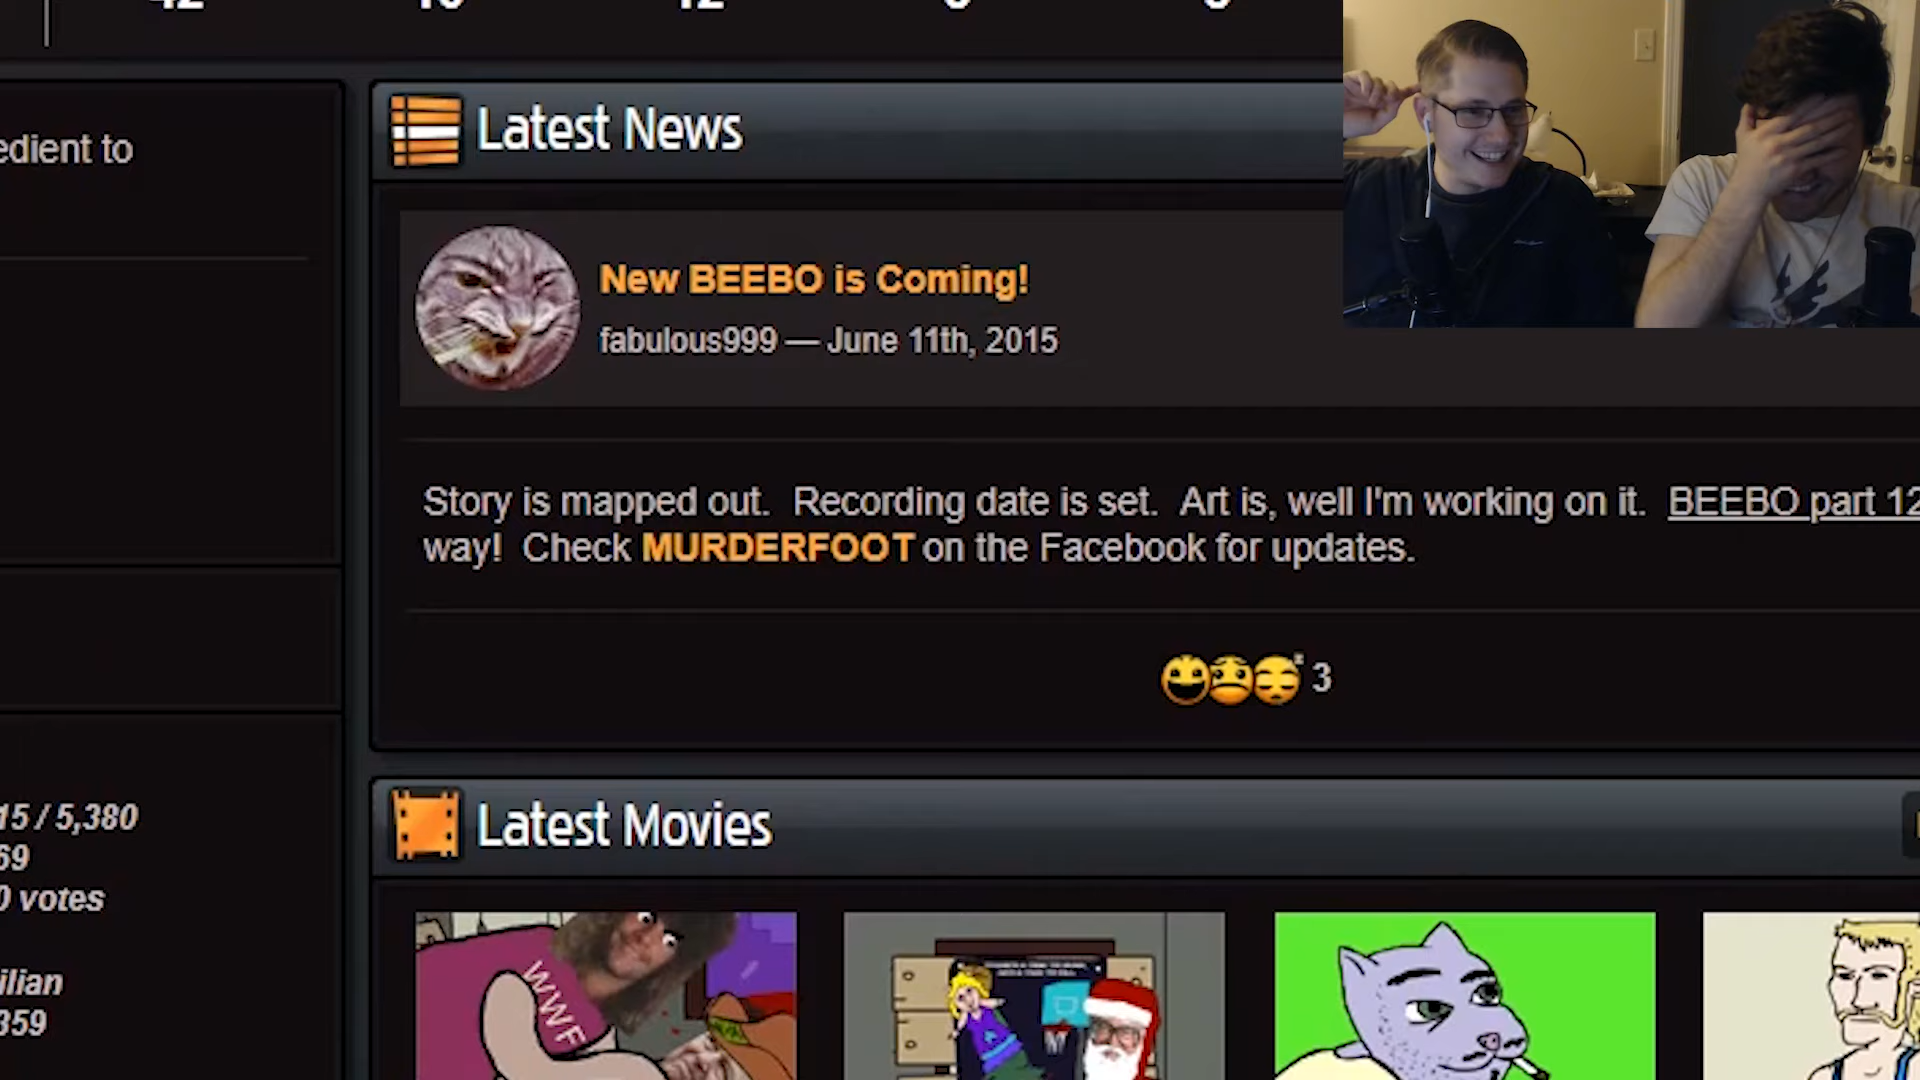 edient to
Latest News
New BEEBO is Coming!
fabulous999 — June 11th, 2015
Story is mapped out.  Recording date is set.  Art is, well I'm working on it.  BEEBO part 12
way!  Check MURDERFOOT on the Facebook for updates.
3
15 / 5,380
69
0 votes
ilian
359
Latest Movies
WWF